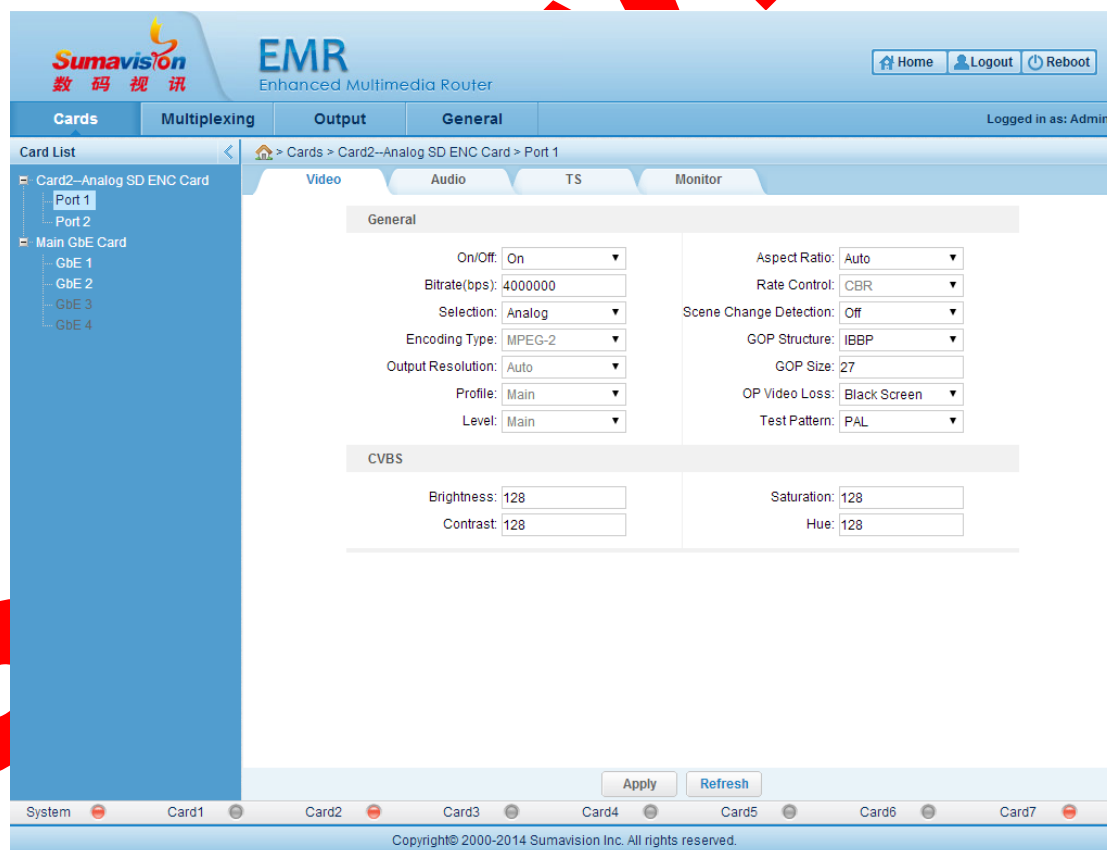 Sumavision
数码视讯
EMR
Enhanced Multimedia Router
Home Logout Reboot
Cards Multiplexing Output General Logged in as: Admin
Card List
> Cards > Card2--Analog SD ENC Card > Port 1
Card2--Analog SD ENC Card
Port 1
Port 2
Main GbE Card
GbE 1
GbE 2
GbE 3
GbE 4
Video Audio TS Monitor
General
On/Off: On Aspect Ratio: Auto
Bitrate(bps): 4000000 Rate Control: CBR
Selection: Analog Scene Change Detection: Off
Encoding Type: MPEG-2 GOP Structure: IBBP
Output Resolution: Auto GOP Size: 27
Profile: Main OP Video Loss: Black Screen
Level: Main Test Pattern: PAL
CVBS
Brightness: 128 Saturation: 128
Contrast: 128 Hue: 128
Apply Refresh
System Card1 Card2 Card3 Card4 Card5 Card6 Card7
Copyright© 2000-2014 Sumavision Inc. All rights reserved.